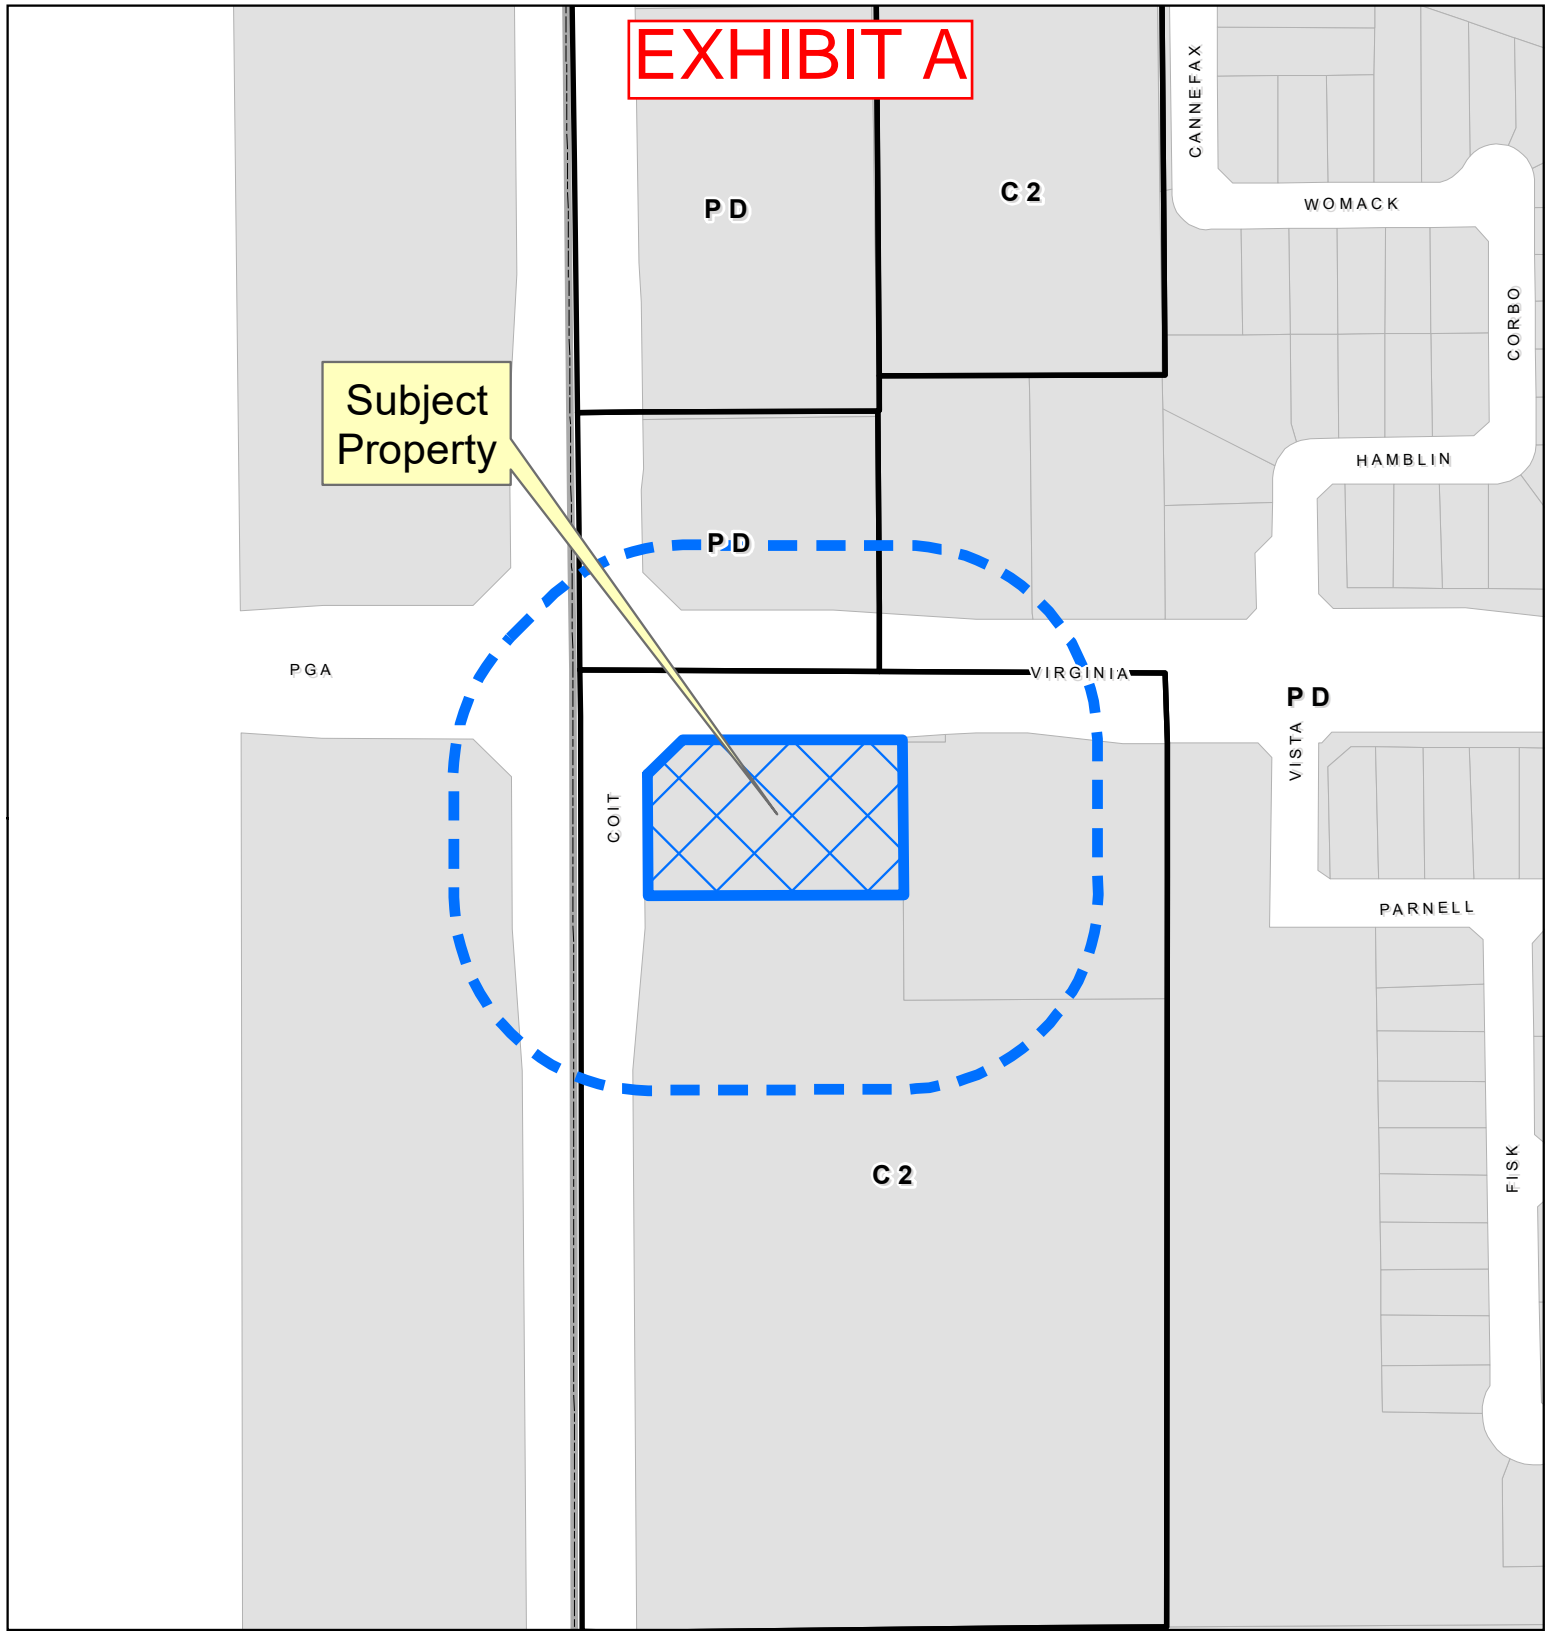 EXHIBIT A
CANNEFAX
C 2
WOMACK
P D
CORBO
Subject
Property
HAMBLIN
P D
PGA
VIRGINIA
P D
VISTA
COIT
PARNELL
FISK
C 2